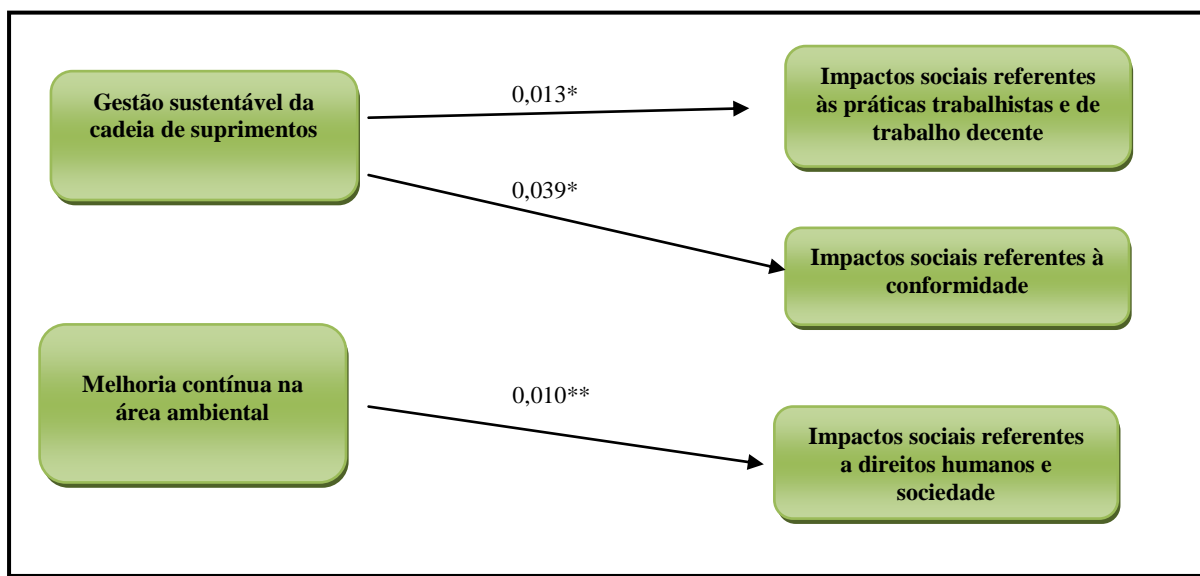 Gestão sustentável da
cadeia de suprimentos
0,013*
Impactos sociais referentes
às práticas trabalhistas e de
trabalho decente
0,039*
Impactos sociais referentes à
conformidade
Melhoria contínua na
área ambiental
0,010**
Impactos sociais referentes
a direitos humanos e
sociedade